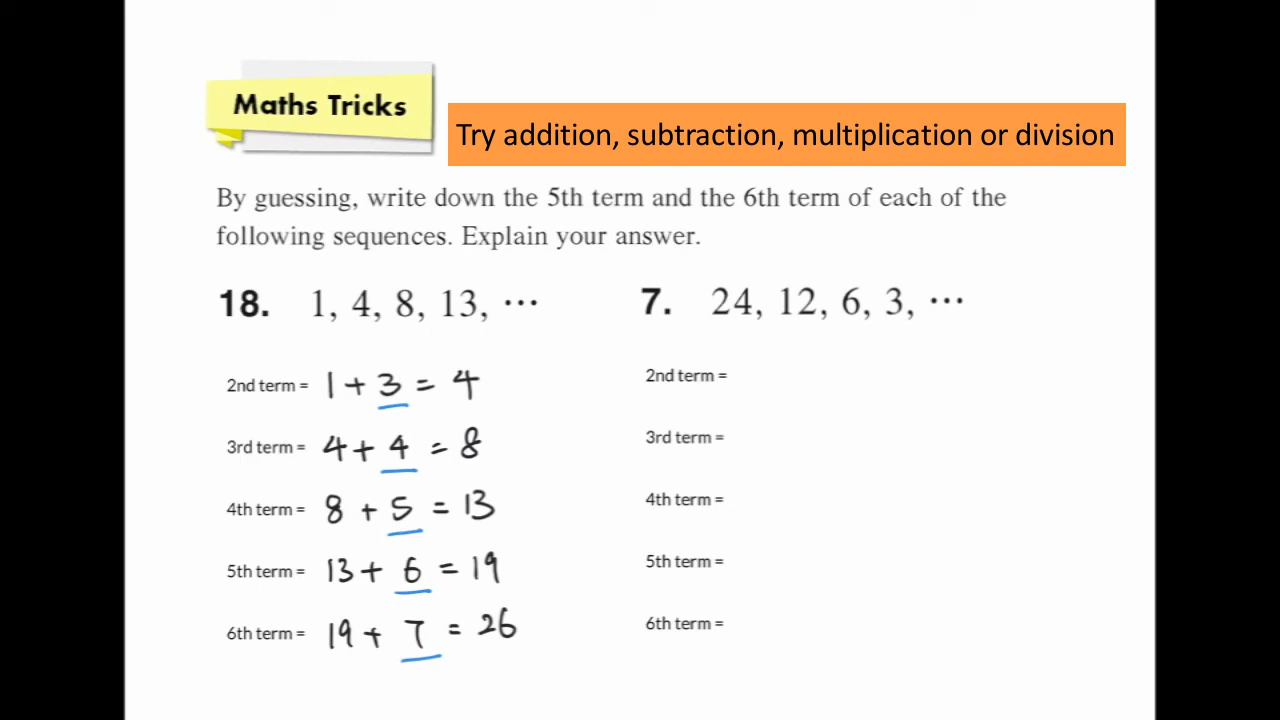 Maths Tricks
Try addition, subtraction, multiplication or division
By guessing, write down the 5th term and the 6th term of each of the
following sequences. Explain your answer.
18. 1, 4, 8, 13, ⋯
2nd term = 1 + 3 = 4
3rd term = 4 + 4 = 8
4th term = 8 + 5 = 13
5th term = 13 + 6 = 19
6th term = 19 + 7 = 26
7. 24, 12, 6, 3, ⋯
2nd term =
3rd term =
4th term =
5th term =
6th term =